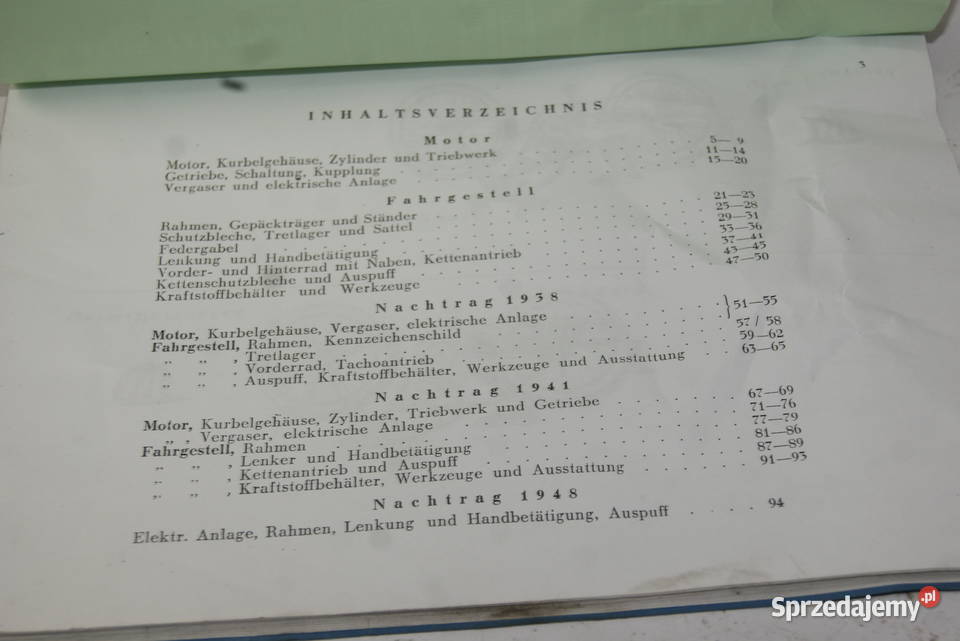 3
INHALTSVERZEICHNIS
Motor
Motor, Kurbelgehäuse, Zylinder und Triebwerk 5— 9
Getriebe, Schaltung, Kupplung 11—14
Vergaser und elektrische Anlage 15—20
Fahrgestell
Rahmen, Gepäckträger und Ständer 21—23
Schutzbleche, Tretlager und Sattel 25—28
Federgabel 29—31
Lenkung und Handbetätigung 33—36
Vorder- und Hinterrad mit Naben, Kettenantrieb 37—41
Kettenschutzbleche und Auspuff 43—45
Kraftstoffbehälter und Werkzeuge 47—50
Nachtrag 1938
Motor, Kurbelgehäuse, Vergaser, elektrische Anlage
Fahrgestell, Rahmen, Kennzeichenschild } 51—55
„ „ , Tretlager 57 / 58
„ „ , Vorderrad, Tachoantrieb 59—62
„ „ , Auspuff, Kraftstoffbehälter, Werkzeuge und Ausstattung 63—65
Nachtrag 1941
Motor, Kurbelgehäuse, Zylinder, Triebwerk und Getriebe 67—69
„ , Vergaser, elektrische Anlage 71—76
Fahrgestell, Rahmen 77—79
„ „ , Lenker und Handbetätigung 81—86
„ „ , Kettenantrieb und Auspuff 87—89
„ „ , Kraftstoffbehälter, Werkzeuge und Ausstattung 91—93
Nachtrag 1948
Elektr. Anlage, Rahmen, Lenkung und Handbetätigung, Auspuff 94
Sprzedajemy.pl